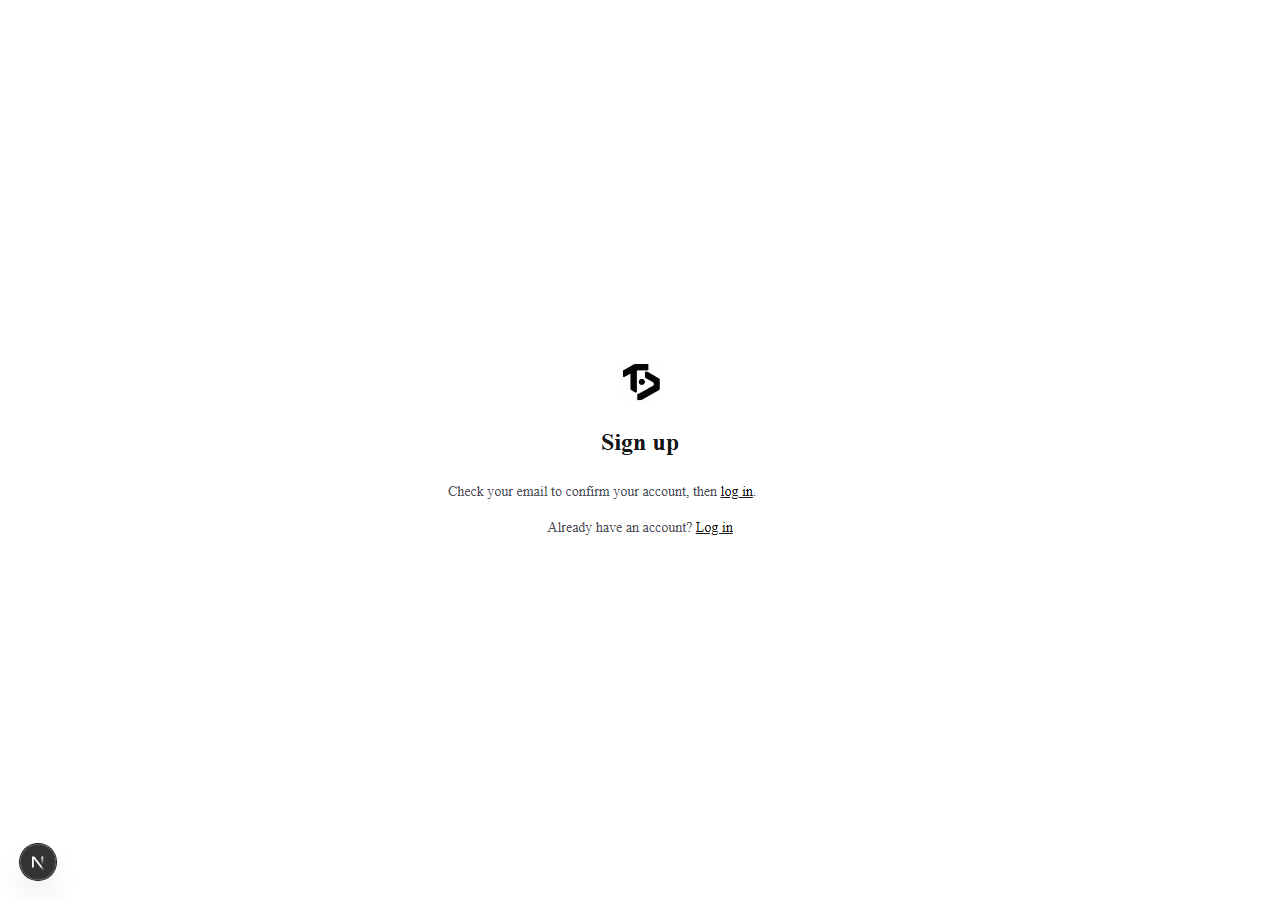 Sign up
Check your email to confirm your account, then log in.
Already have an account? Log in
N